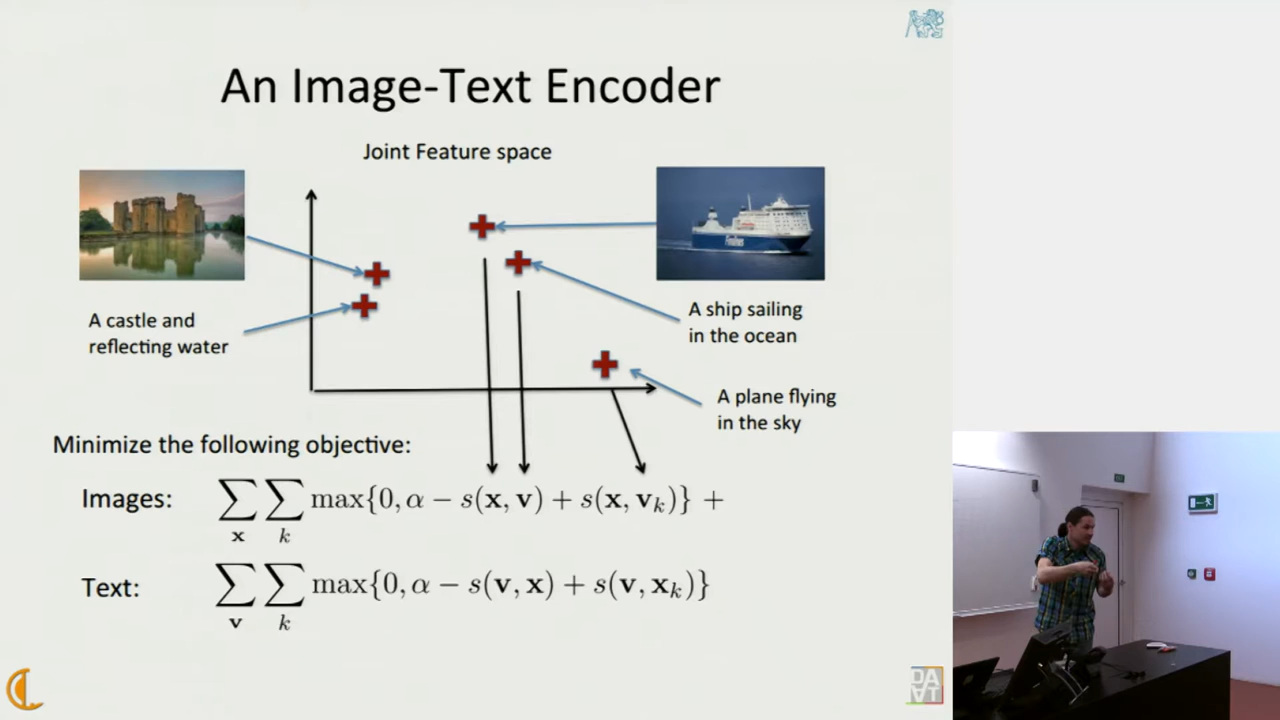 An Image-Text Encoder
Joint Feature space
A castle and
reflecting water
A ship sailing
in the ocean
A plane flying
in the sky
Minimize the following objective:
Images: ∑_x ∑_k max{0, α − s(x, v) + s(x, v_k)} +
Text: ∑_v ∑_k max{0, α − s(v, x) + s(v, x_k)}
DA